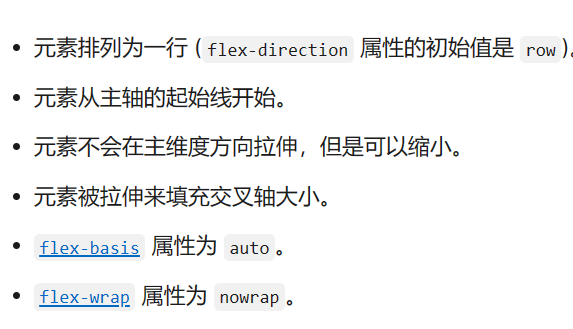 元素排列为一行 (flex-direction 属性的初始值是 row)。
元素从主轴的起始线开始。
元素不会在主维度方向拉伸，但是可以缩小。
元素被拉伸来填充交叉轴大小。
flex-basis 属性为 auto。
flex-wrap 属性为 nowrap。